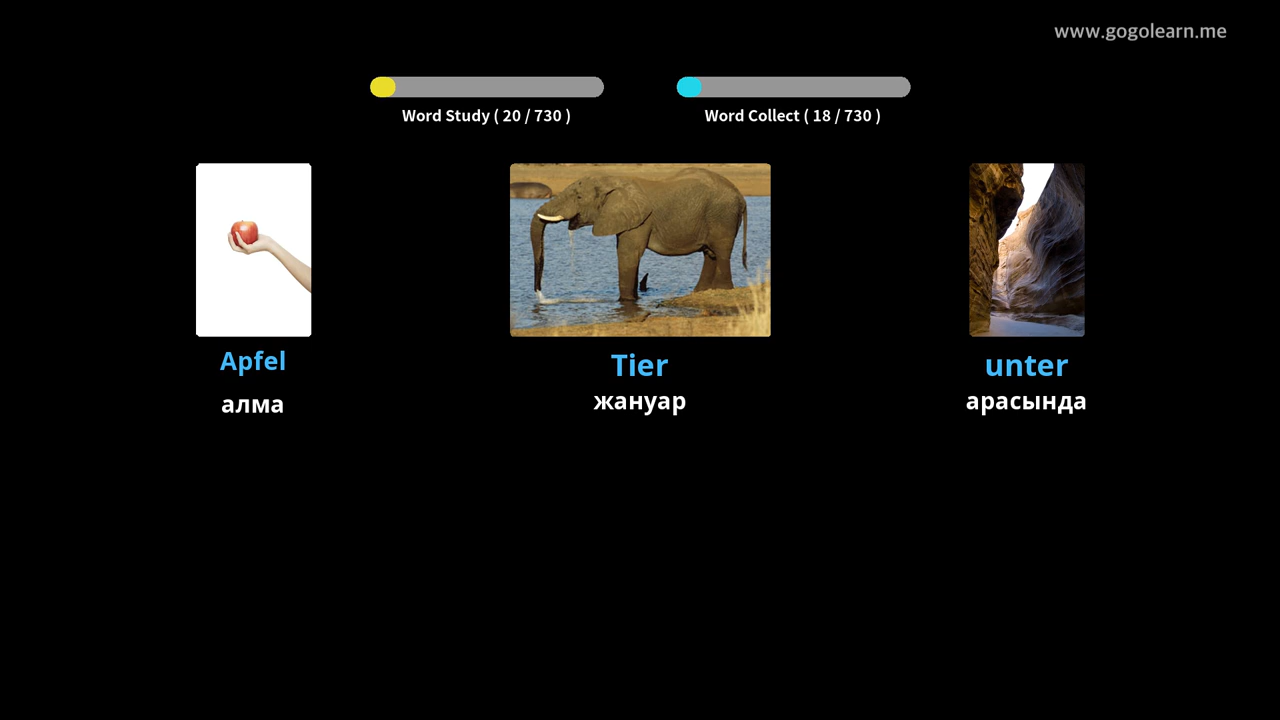 www.gogolearn.me
Word Study ( 20 / 730 )
Word Collect ( 18 / 730 )
Apfel
алма
Tier
жануар
unter
арасында